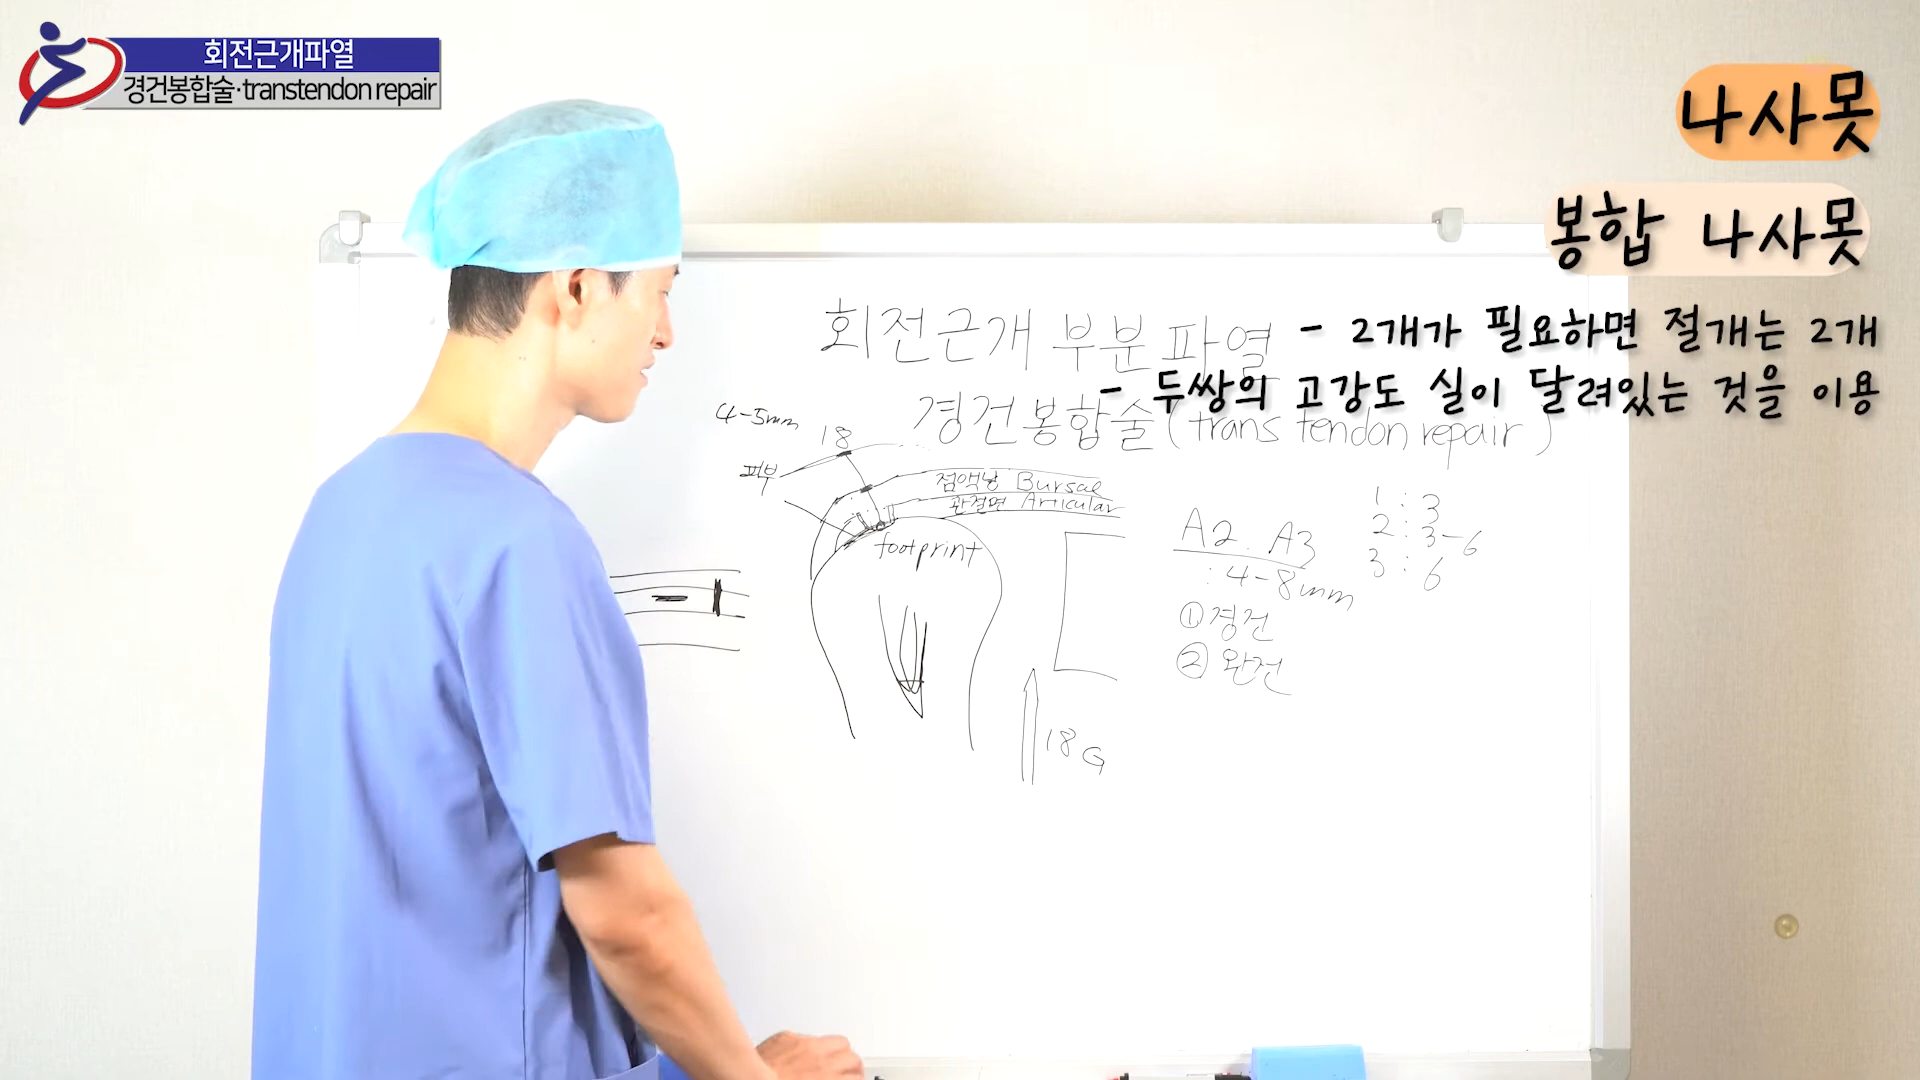 회전근개파열
경건봉합술·transtendon repair
나사못
봉합 나사못
- 2개가 필요하면 절개는 2개
- 두쌍의 고강도 실이 달려있는 것을 이용
회전근개 부분파열
경건봉합술 (trans tendon repair)
4-5mm
18
피부
점액낭 Bursal
관절면 Articular
footprint
A2. A3
: 4-8mm
① 경건
② 완전
1 : 3
2 : 3-6
3 : 6
18G